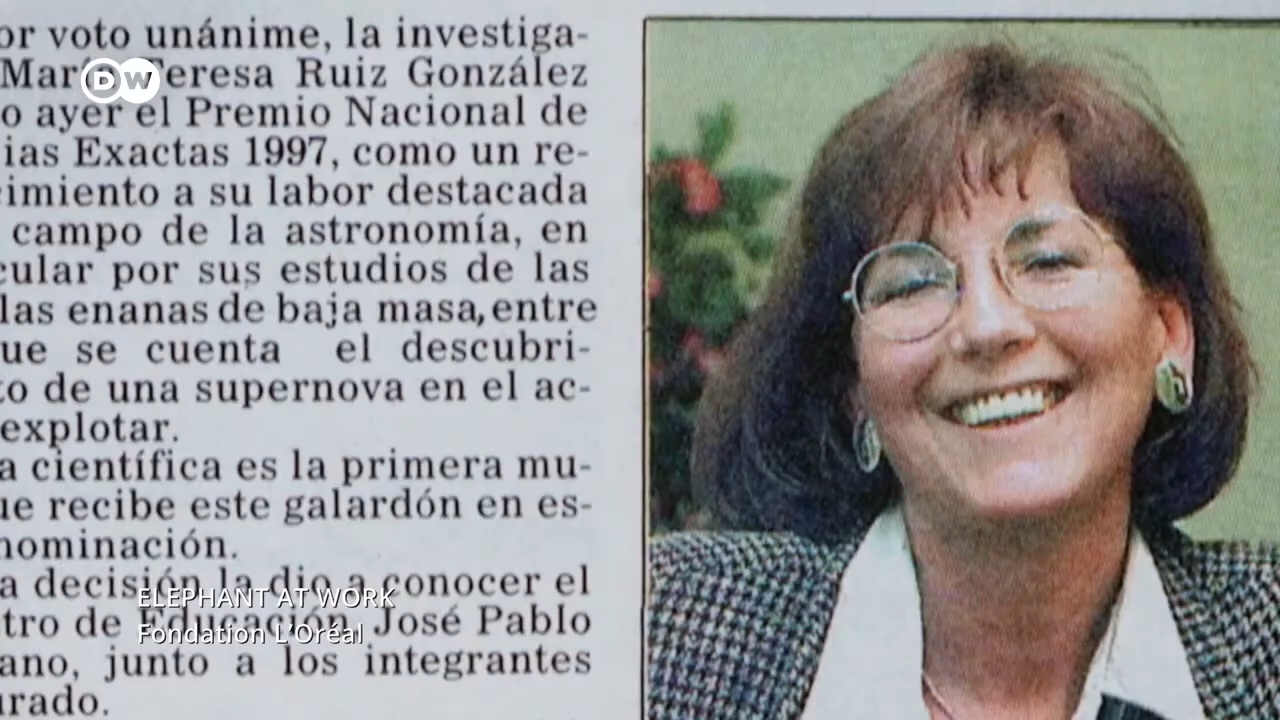 or voto unánime, la investiga-
María Teresa Ruiz González
o ayer el Premio Nacional de
ias Exactas 1997, como un re-
cimiento a su labor destacada
campo de la astronomía, en
cular por sus estudios de las
las enanas de baja masa, entre
ue se cuenta el descubri-
to de una supernova en el ac-
explotar.
a científica es la primera mu-
ue recibe este galardón en es-
nominación.
a decisión la dio a conocer el
tro de Educación, José Pablo
ano, junto a los integrantes
urado.
DW
ELEPHANT AT WORK
Fondation L'Oréal